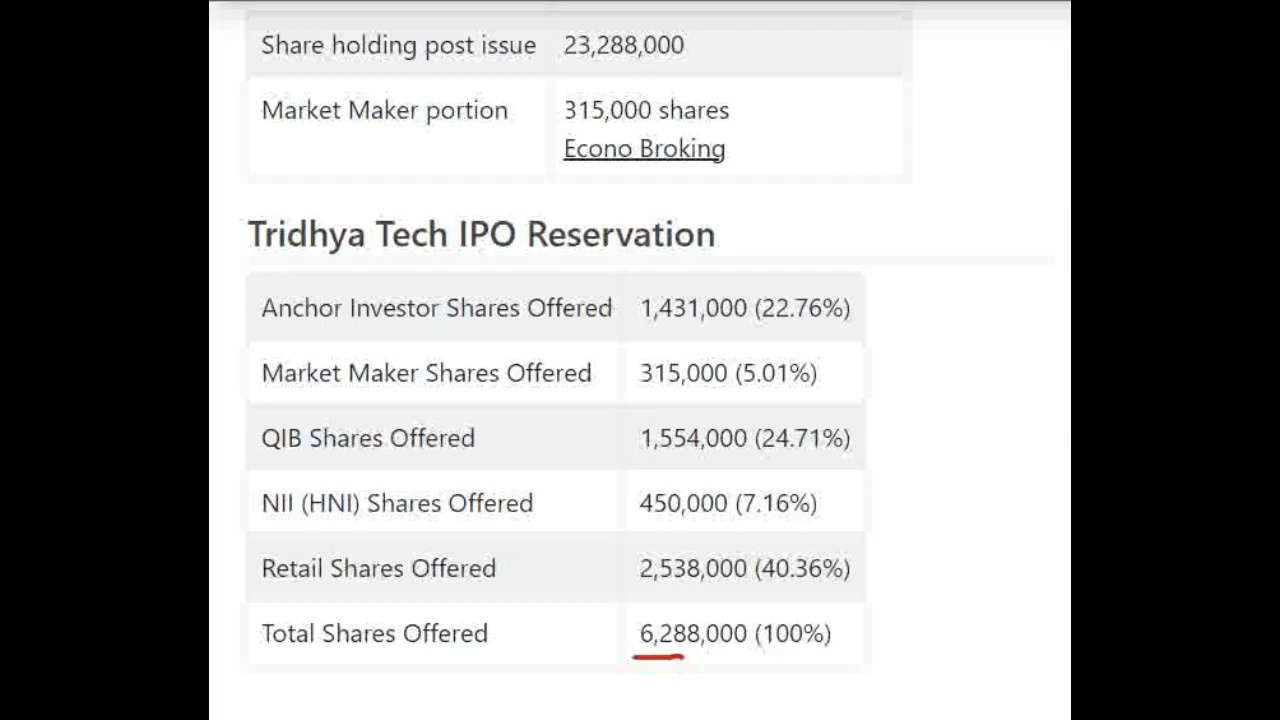 Share holding post issue 23,288,000
Market Maker portion 315,000 shares
Econo Broking
Tridhya Tech IPO Reservation
Anchor Investor Shares Offered 1,431,000 (22.76%)
Market Maker Shares Offered 315,000 (5.01%)
QIB Shares Offered 1,554,000 (24.71%)
NII (HNI) Shares Offered 450,000 (7.16%)
Retail Shares Offered 2,538,000 (40.36%)
Total Shares Offered 6,288,000 (100%)